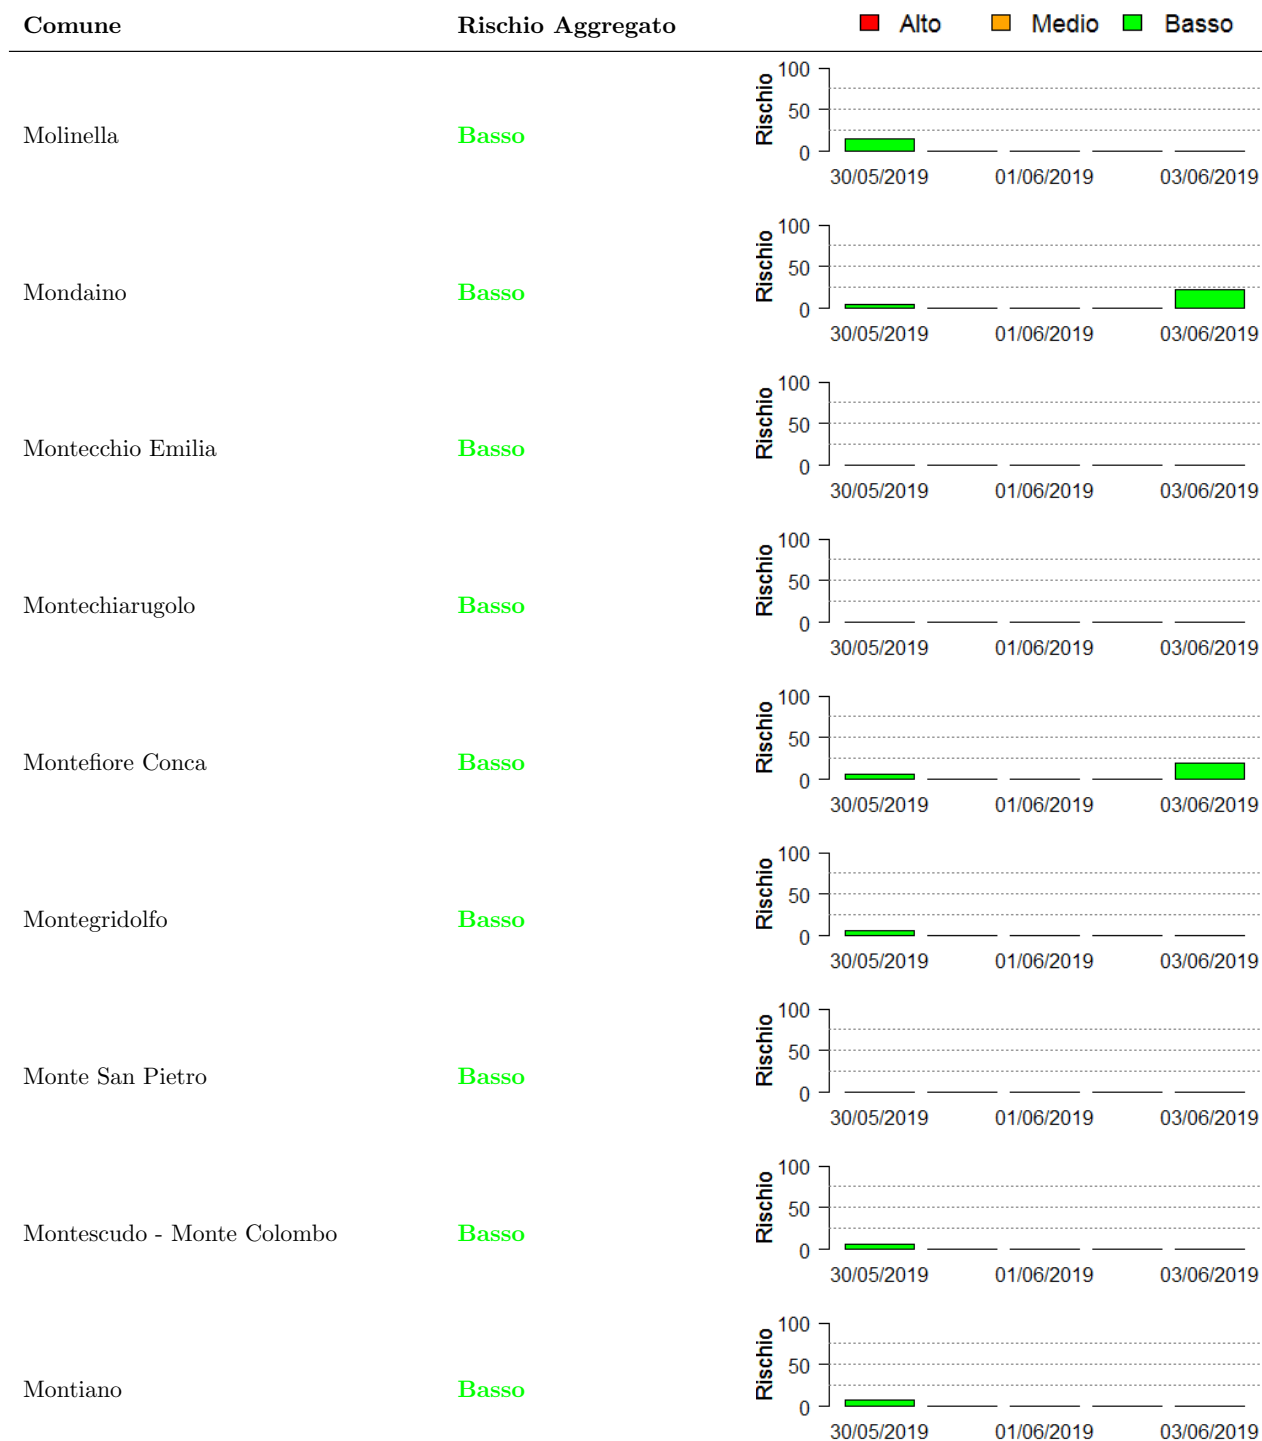 Comune Rischio Aggregato Alto Medio Basso
100
50
0
Rischio
Molinella Basso
30/05/2019 01/06/2019 03/06/2019
100
50
0
Rischio
Mondaino Basso
30/05/2019 01/06/2019 03/06/2019
100
50
0
Rischio
Montecchio Emilia Basso
30/05/2019 01/06/2019 03/06/2019
100
50
0
Rischio
Montechiarugolo Basso
30/05/2019 01/06/2019 03/06/2019
100
50
0
Rischio
Montefiore Conca Basso
30/05/2019 01/06/2019 03/06/2019
100
50
0
Rischio
Montegridolfo Basso
30/05/2019 01/06/2019 03/06/2019
100
50
0
Rischio
Monte San Pietro Basso
30/05/2019 01/06/2019 03/06/2019
100
50
0
Rischio
Montescudo - Monte Colombo Basso
30/05/2019 01/06/2019 03/06/2019
100
50
0
Rischio
Montiano Basso
30/05/2019 01/06/2019 03/06/2019